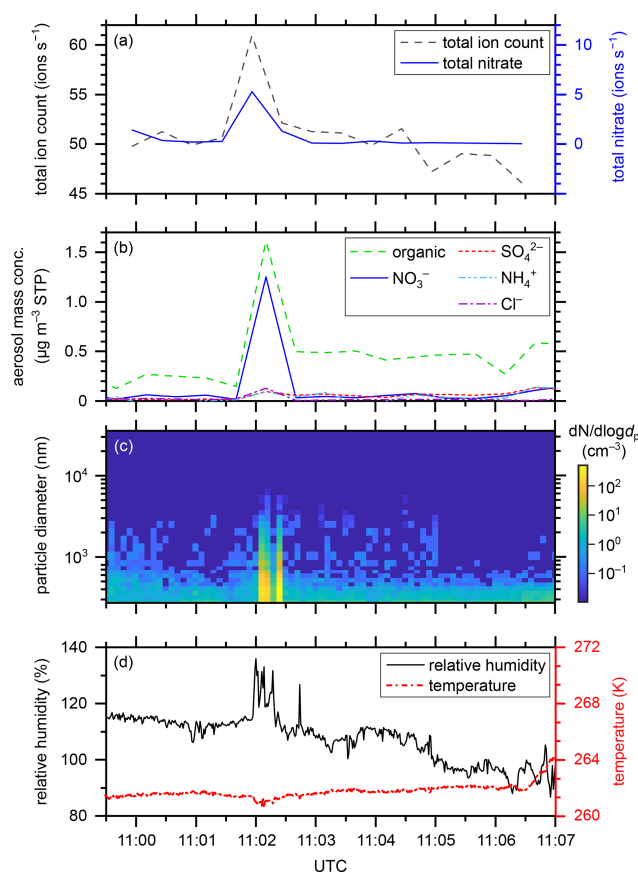 (a)
total ion count
total nitrate
total ion count (ions s⁻¹)
60
55
50
45
total nitrate (ions s⁻¹)
10
5
0
-5
(b)
organic
NO₃⁻
SO₄²⁻
NH₄⁺
Cl⁻
aerosol mass conc.
(μg m⁻³ STP)
1.5
1.0
0.5
0
(c)
particle diameter (nm)
10⁴
10³
dN/dlogdₚ
(cm⁻³)
10²
10¹
10⁰
10⁻¹
(d)
relative humidity
temperature
relative humidity (%)
140
120
100
80
temperature (K)
272
268
264
260
11:00 11:01 11:02 11:03 11:04 11:05 11:06 11:07
UTC